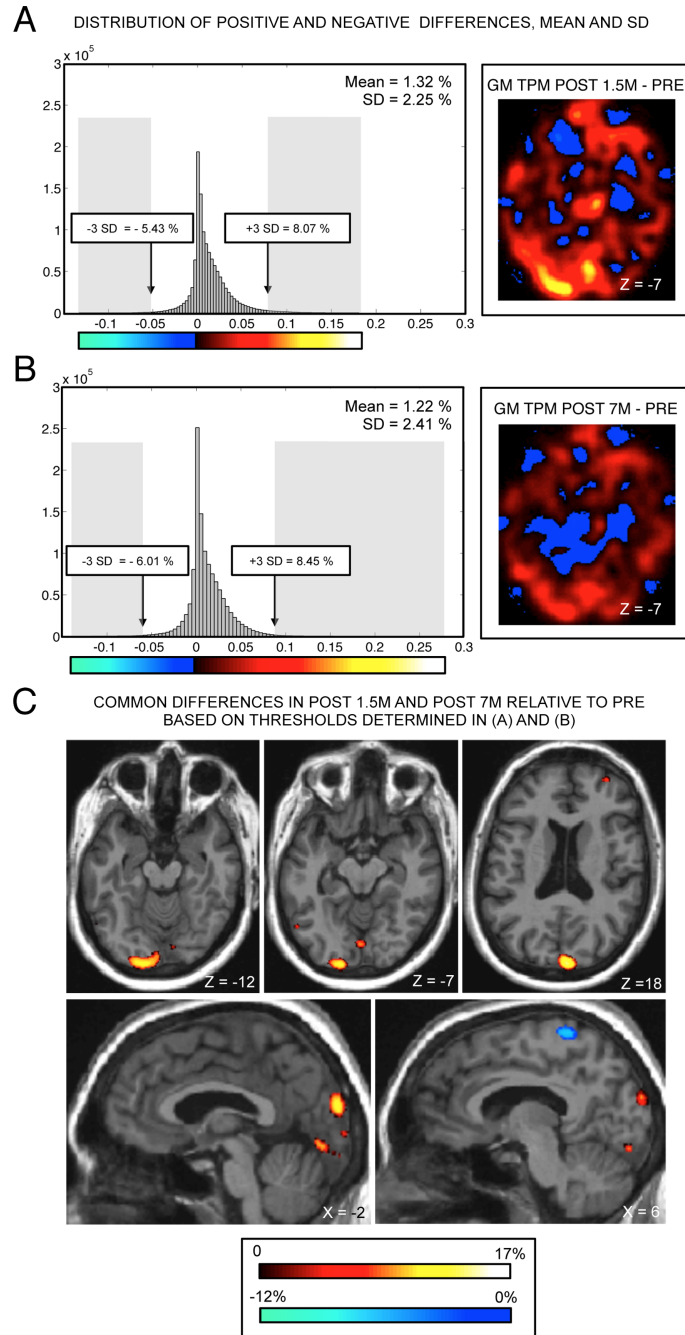 A
DISTRIBUTION OF POSITIVE AND NEGATIVE DIFFERENCES, MEAN AND SD
x 10^5
3
2.5
2
1.5
1
0.5
0
Mean = 1.32 %
SD = 2.25 %
-3 SD = - 5.43 %
+3 SD = 8.07 %
-0.1 -0.05 0 0.05 0.1 0.15 0.2 0.25 0.3
GM TPM POST 1.5M - PRE
Z = -7
B
x 10^5
3
2.5
2
1.5
1
0.5
0
Mean = 1.22 %
SD = 2.41 %
-3 SD = - 6.01 %
+3 SD = 8.45 %
-0.1 -0.05 0 0.05 0.1 0.15 0.2 0.25 0.3
GM TPM POST 7M - PRE
Z = -7
C
COMMON DIFFERENCES IN POST 1.5M AND POST 7M RELATIVE TO PRE
BASED ON THRESHOLDS DETERMINED IN (A) AND (B)
Z = -12
Z = -7
Z =18
X = -2
X = 6
0 17%
-12% 0%